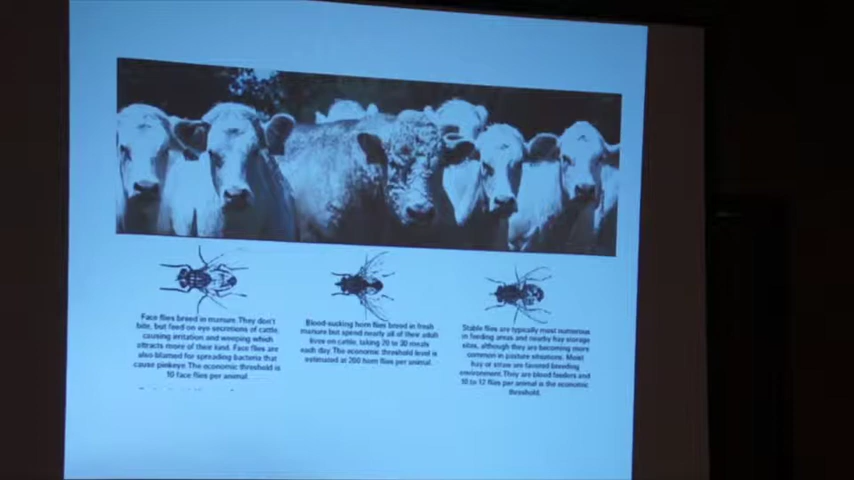 Face flies breed in manure. They don't
bite, but feed on eye secretions of cattle,
causing irritation and weeping which
attracts more of their kind. Face flies are
also blamed for spreading bacteria that
cause pinkeye. The economic threshold is
10 face flies per animal.
Blood-sucking horn flies breed in fresh
manure but spend nearly all of their adult
lives on cattle, taking 20 to 30 meals
each day. The economic threshold level is
estimated at 200 horn flies per animal.
Stable flies are typically most numerous
in feeding areas and nearby hay storage
sites, although they are becoming more
common in pasture situations. Moist
hay or straw are favored breeding
environment. They are blood feeders and
10 to 12 flies per animal is the economic
threshold.